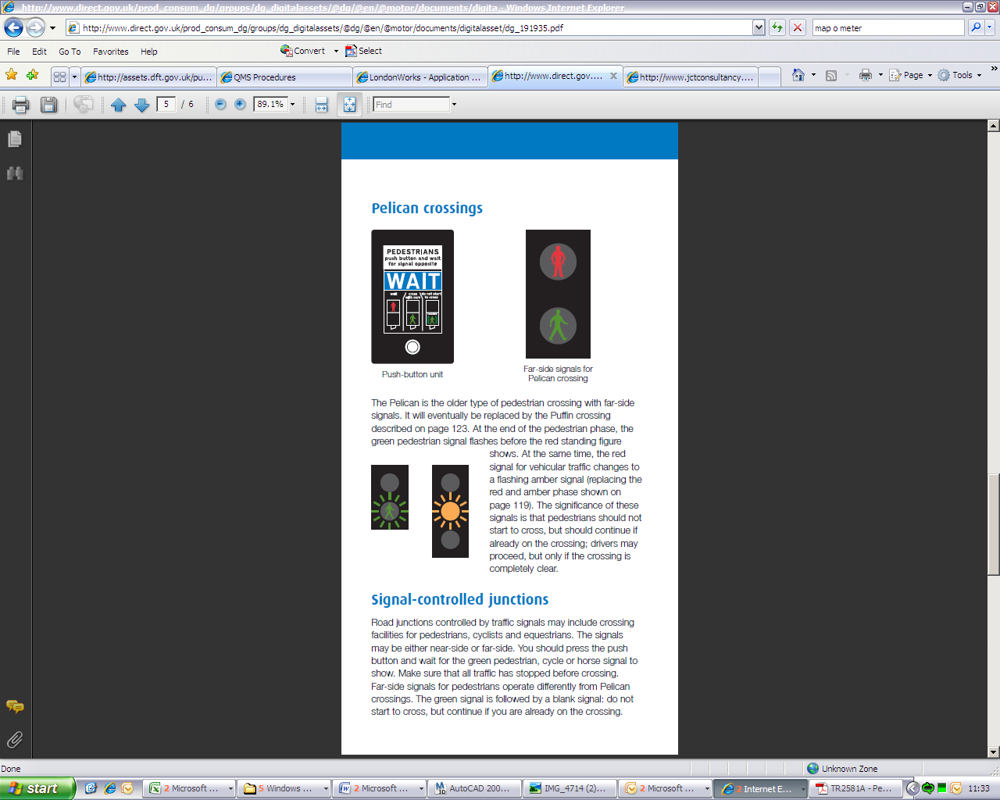 http://www.direct.gov.uk/prod_consum_dg/groups/dg_digitalassets/@dg/@en/@motor/documents/digita - Windows Internet Explorer
http://www.direct.gov.uk/prod_consum_dg/groups/dg_digitalassets/@dg/@en/@motor/documents/digitalasset/dg_191935.pdf
map o meter
File Edit Go To Favorites Help Convert Select
http://assets.dft.gov.uk/pu... QMS Procedures LondonWorks - Application ... http://www.direct.gov.... http://www.jctconsultancy.... Page Tools
5 / 6 89.1% Find
Pelican crossings
PEDESTRIANS
push button and wait
for signal opposite
WAIT
wait cross with care do not start to cross
Push-button unit
Far-side signals for
Pelican crossing
The Pelican is the older type of pedestrian crossing with far-side
signals. It will eventually be replaced by the Puffin crossing
described on page 123. At the end of the pedestrian phase, the
green pedestrian signal flashes before the red standing figure
shows. At the same time, the red
signal for vehicular traffic changes to
a flashing amber signal (replacing the
red and amber phase shown on
page 119). The significance of these
signals is that pedestrians should not
start to cross, but should continue if
already on the crossing; drivers may
proceed, but only if the crossing is
completely clear.
Signal-controlled junctions
Road junctions controlled by traffic signals may include crossing
facilities for pedestrians, cyclists and equestrians. The signals
may be either near-side or far-side. You should press the push
button and wait for the green pedestrian, cycle or horse signal to
show. Make sure that all traffic has stopped before crossing.
Far-side signals for pedestrians operate differently from Pelican
crossings. The green signal is followed by a blank signal: do not
start to cross, but continue if you are already on the crossing.
Done Unknown Zone
start 2 Microsoft ... 5 Windows ... 2 Microsoft ... AutoCAD 200... IMG_4714 (2)... 2 Microsoft ... 2 Internet E... TR2581A - Pe... 11:33